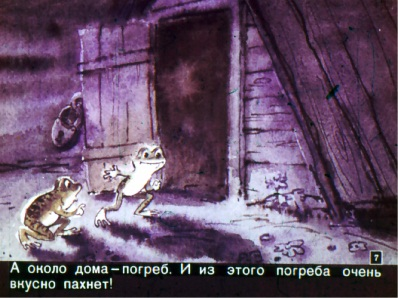 7
А около дома – погреб. И из этого погреба очень
вкусно пахнет!